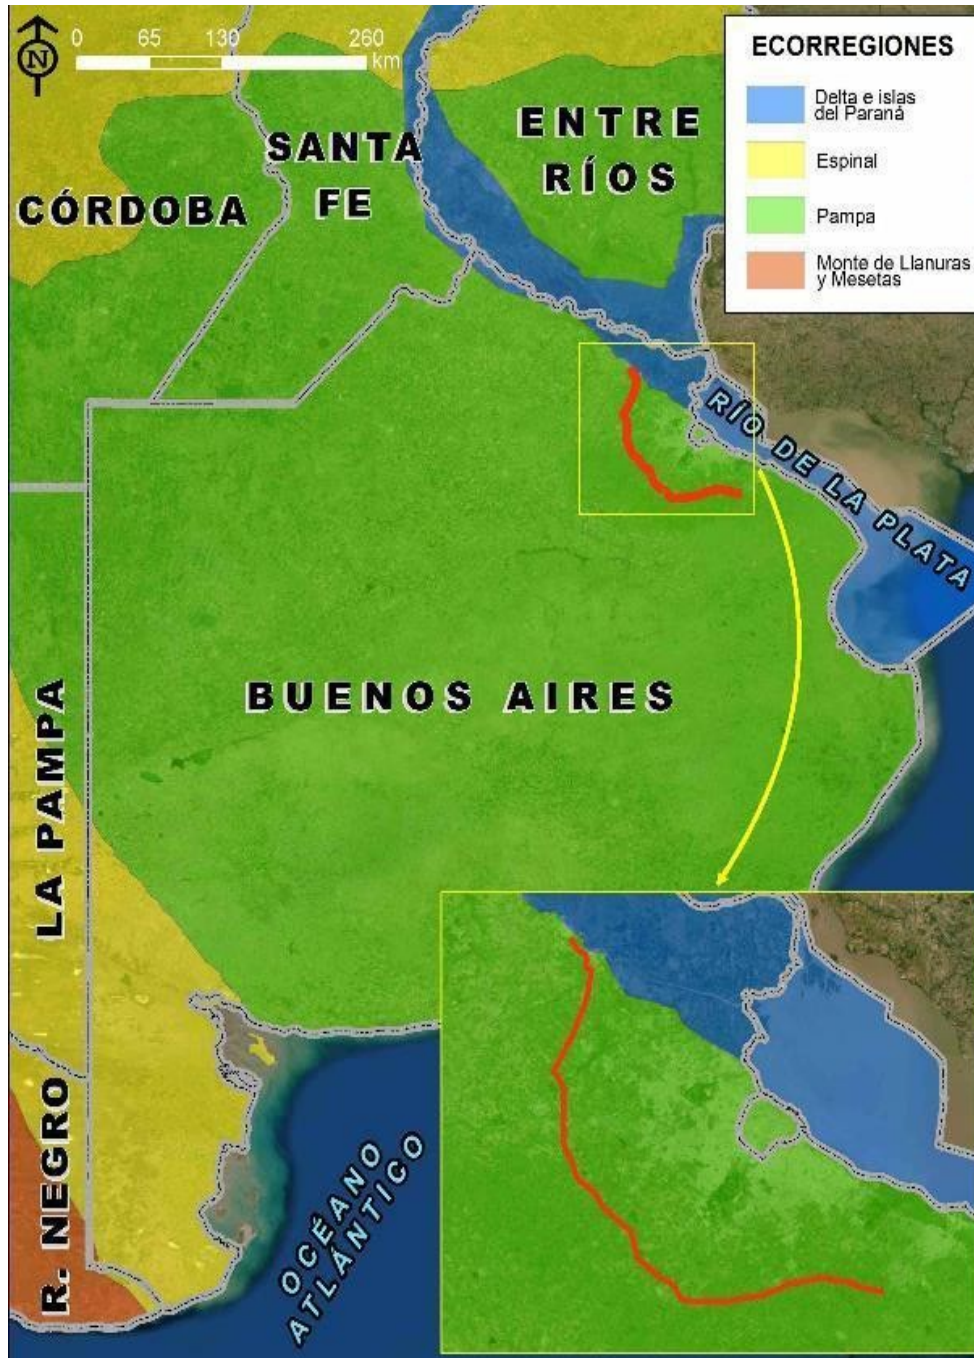 N
0 65 130 260
km
ECORREGIONES
Delta e islas
del Paraná
Espinal
Pampa
Monte de Llanuras
y Mesetas
ENTRE
RÍOS
SANTA
FE
CÓRDOBA
RÍO DE LA PLATA
BUENOS AIRES
LA PAMPA
R. NEGRO
OCÉANO
ATLÁNTICO